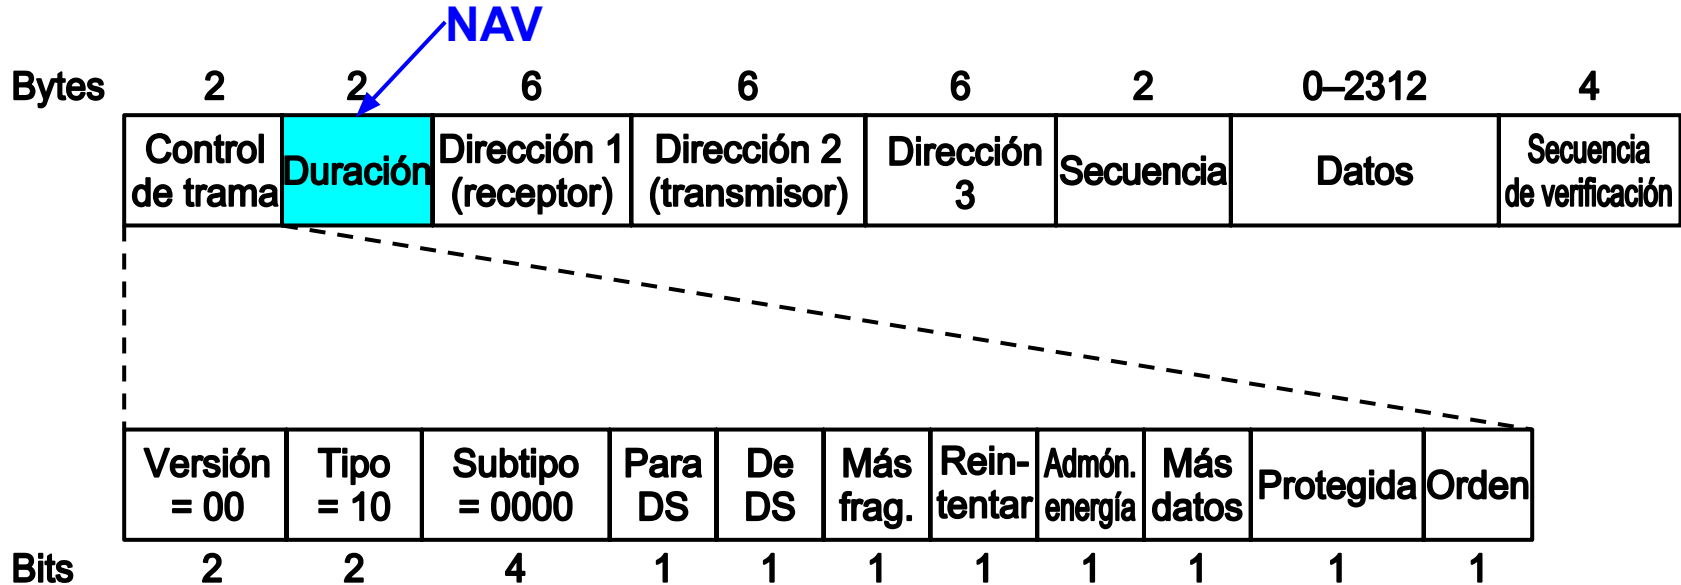 NAV
Bytes 2 2 6 6 6 2 0–2312 4
Control
de trama
Duración
Dirección 1
(receptor)
Dirección 2
(transmisor)
Dirección
3
Secuencia
Datos
Secuencia
de verificación
Versión
= 00
Tipo
= 10
Subtipo
= 0000
Para
DS
De
DS
Más
frag.
Rein-
tentar
Admón.
energía
Más
datos
Protegida
Orden
Bits 2 2 4 1 1 1 1 1 1 1 1